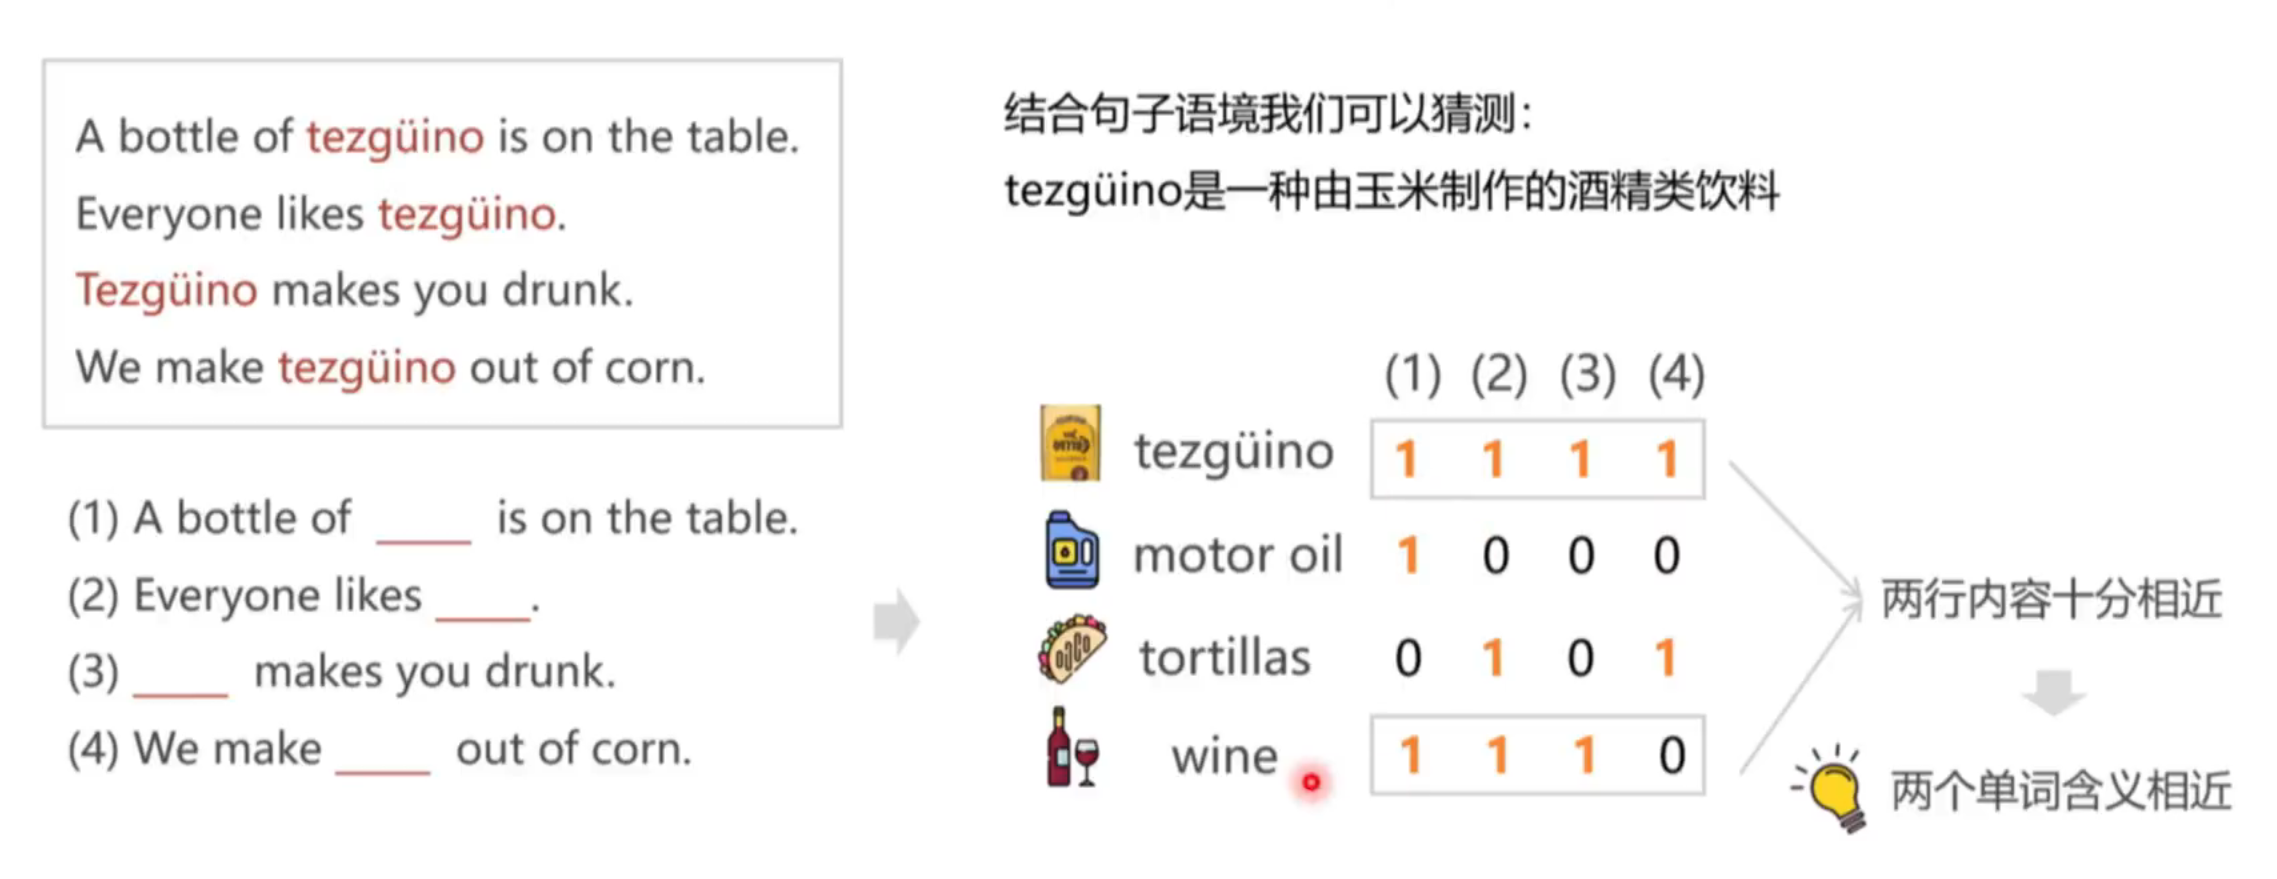 A bottle of tezgüino is on the table.
Everyone likes tezgüino.
Tezgüino makes you drunk.
We make tezgüino out of corn.
(1) A bottle of ____ is on the table.
(2) Everyone likes ____.
(3) ____ makes you drunk.
(4) We make ____ out of corn.
结合句子语境我们可以猜测：
tezgüino是一种由玉米制作的酒精类饮料
(1) (2) (3) (4)
tezgüino 1 1 1 1
motor oil 1 0 0 0
tortillas 0 1 0 1
wine 1 1 1 0
两行内容十分相近
两个单词含义相近